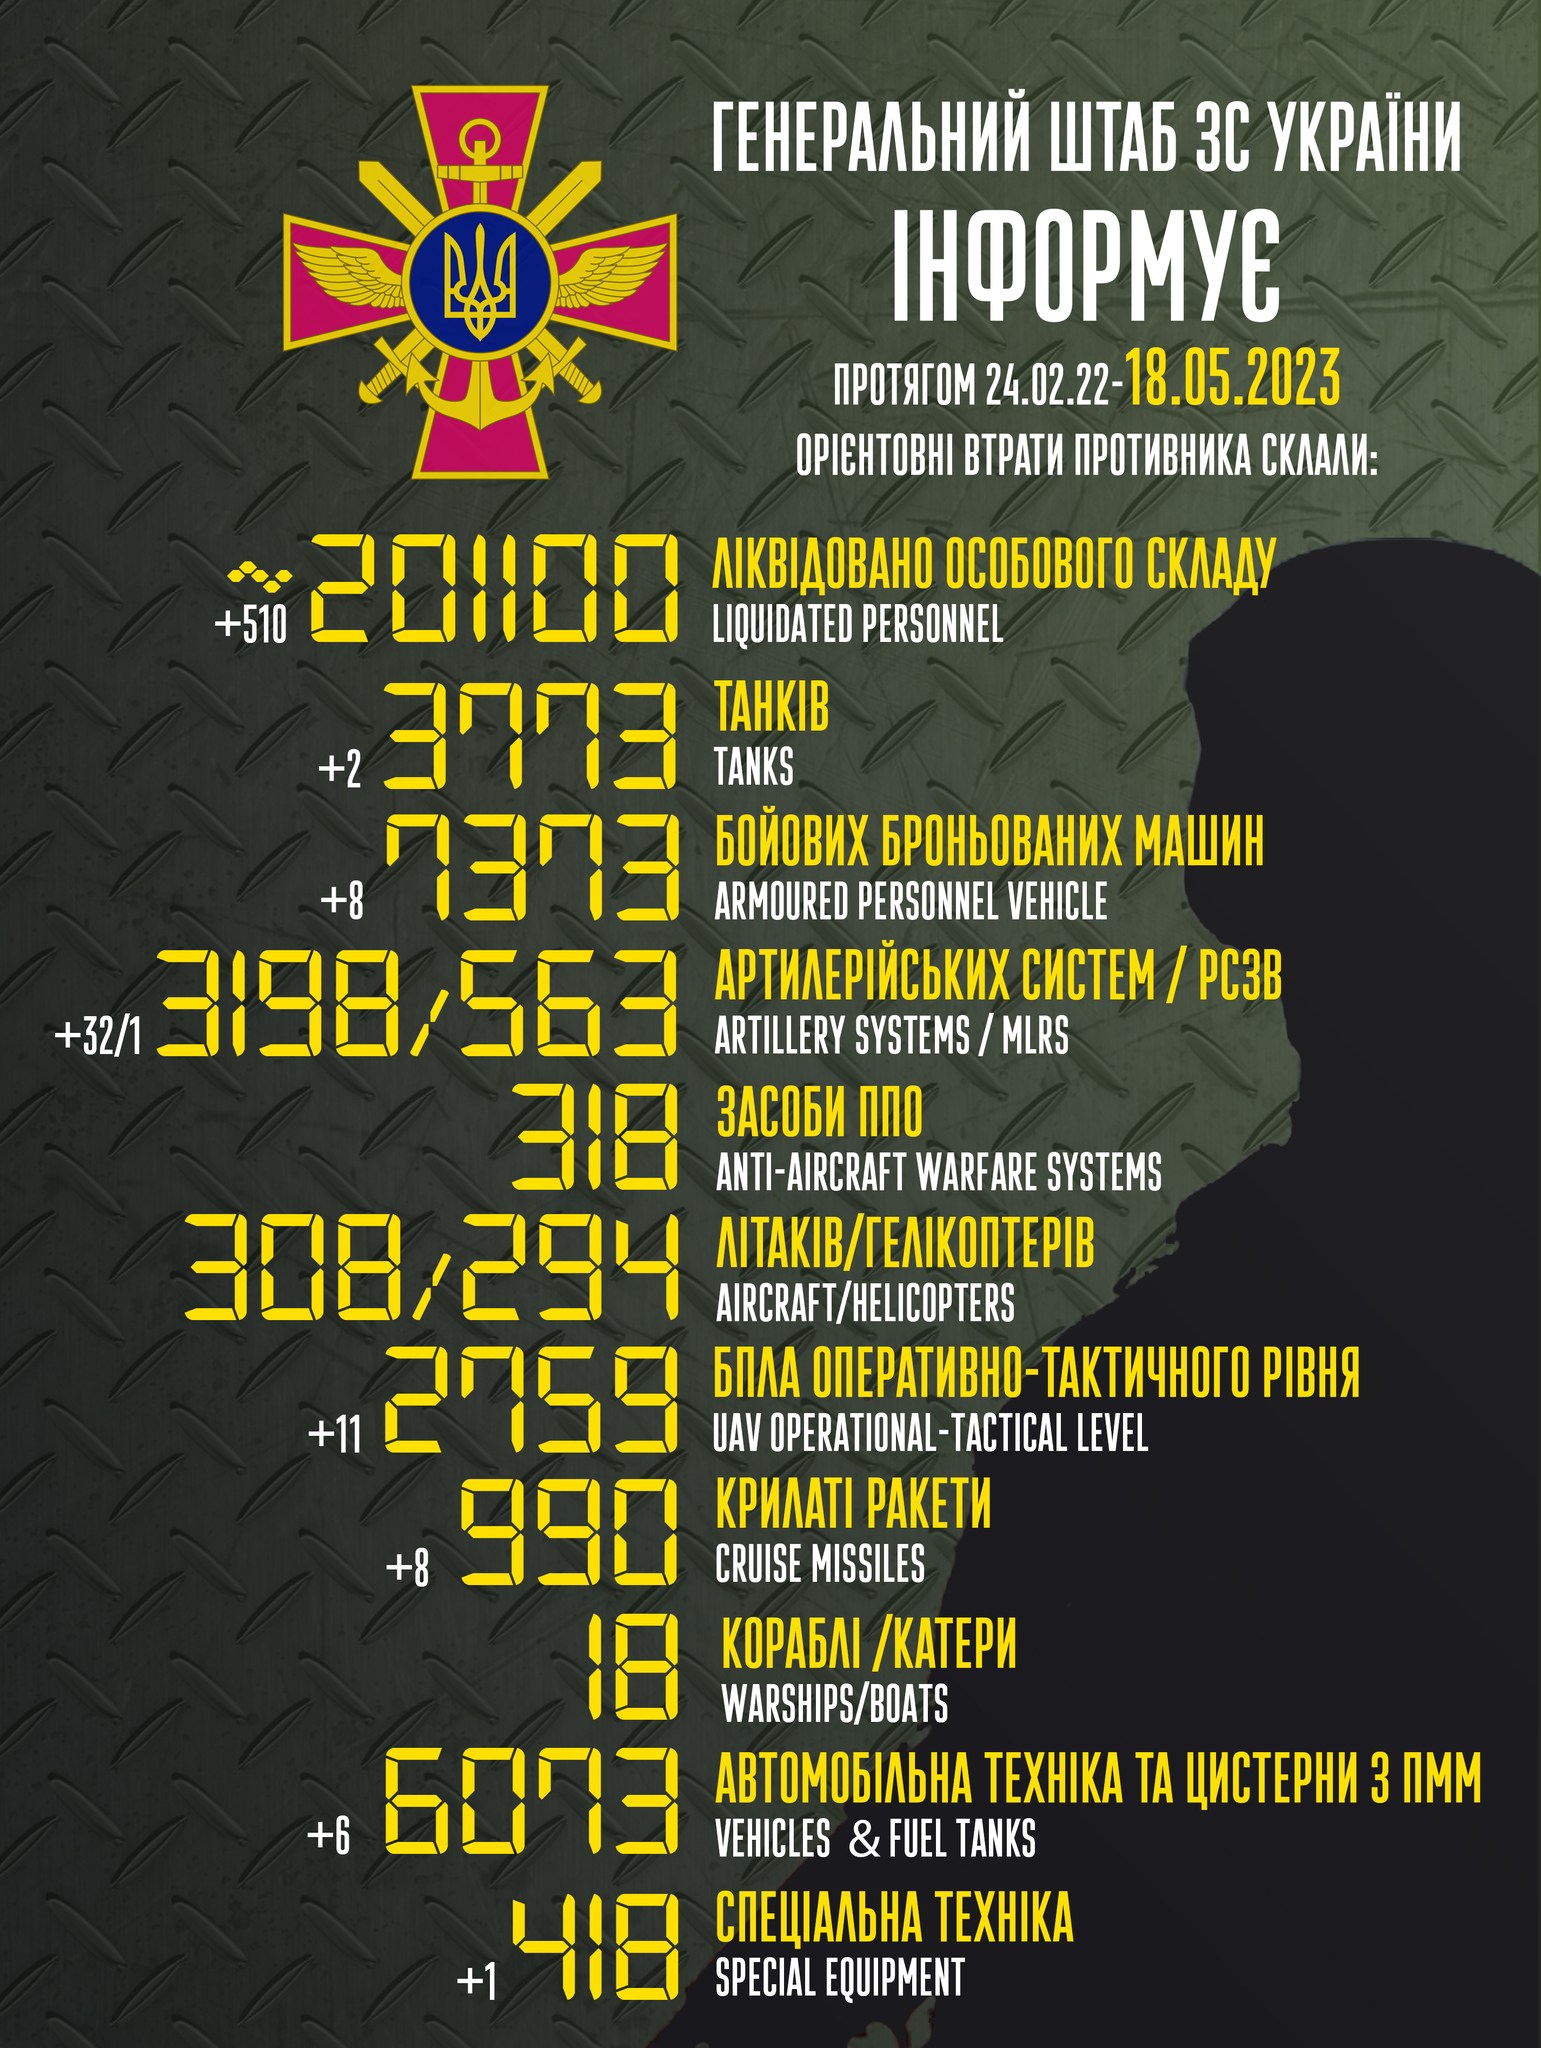 ГЕНЕРАЛЬНИЙ ШТАБ ЗС УКРАЇНИ
ІНФОРМУЄ
ПРОТЯГОМ 24.02.22-18.05.2023
ОРІЄНТОВНІ ВТРАТИ ПРОТИВНИКА СКЛАЛИ:
~201100 ЛІКВІДОВАНО ОСОБОВОГО СКЛАДУ
+510 LIQUIDATED PERSONNEL
3773 ТАНКІВ
+2 TANKS
7373 БОЙОВИХ БРОНЬОВАНИХ МАШИН
+8 ARMOURED PERSONNEL VEHICLE
3198/563 АРТИЛЕРІЙСЬКИХ СИСТЕМ / РСЗВ
+32/1 ARTILLERY SYSTEMS / MLRS
318 ЗАСОБИ ППО
ANTI-AIRCRAFT WARFARE SYSTEMS
308/294 ЛІТАКІВ/ГЕЛІКОПТЕРІВ
AIRCRAFT/HELICOPTERS
2759 БПЛА ОПЕРАТИВНО-ТАКТИЧНОГО РІВНЯ
+11 UAV OPERATIONAL-TACTICAL LEVEL
990 КРИЛАТІ РАКЕТИ
+8 CRUISE MISSILES
18 КОРАБЛІ /КАТЕРИ
WARSHIPS/BOATS
6073 АВТОМОБІЛЬНА ТЕХНІКА ТА ЦИСТЕРНИ З ПММ
+6 VEHICLES & FUEL TANKS
418 СПЕЦІАЛЬНА ТЕХНІКА
+1 SPECIAL EQUIPMENT